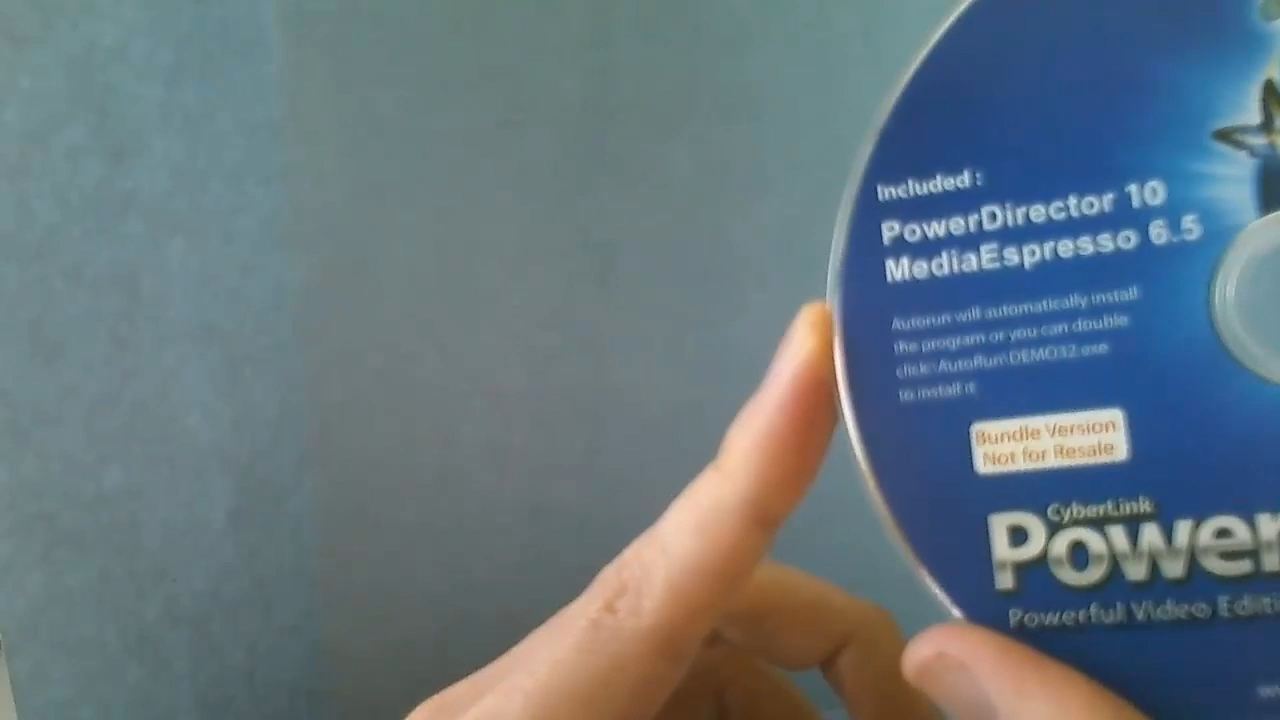 Included :
PowerDirector 10
MediaEspresso 6.5
Autorun will automatically install
the program or you can double
click: AutoRun\DEMO32.exe
to install it
Bundle Version
Not for Resale
CyberLink
Power
Powerful Video Editi